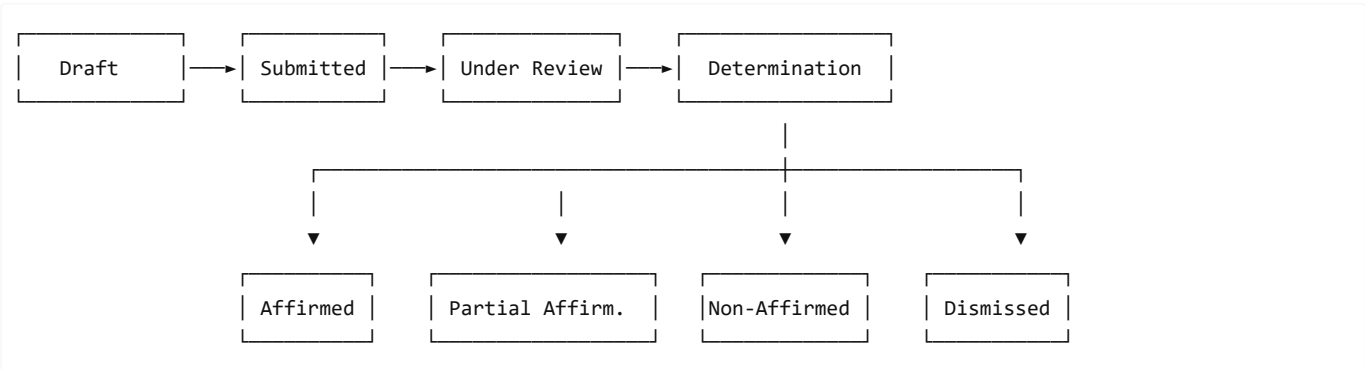 Draft Submitted Under Review Determination
Affirmed Partial Affirm. Non-Affirmed Dismissed